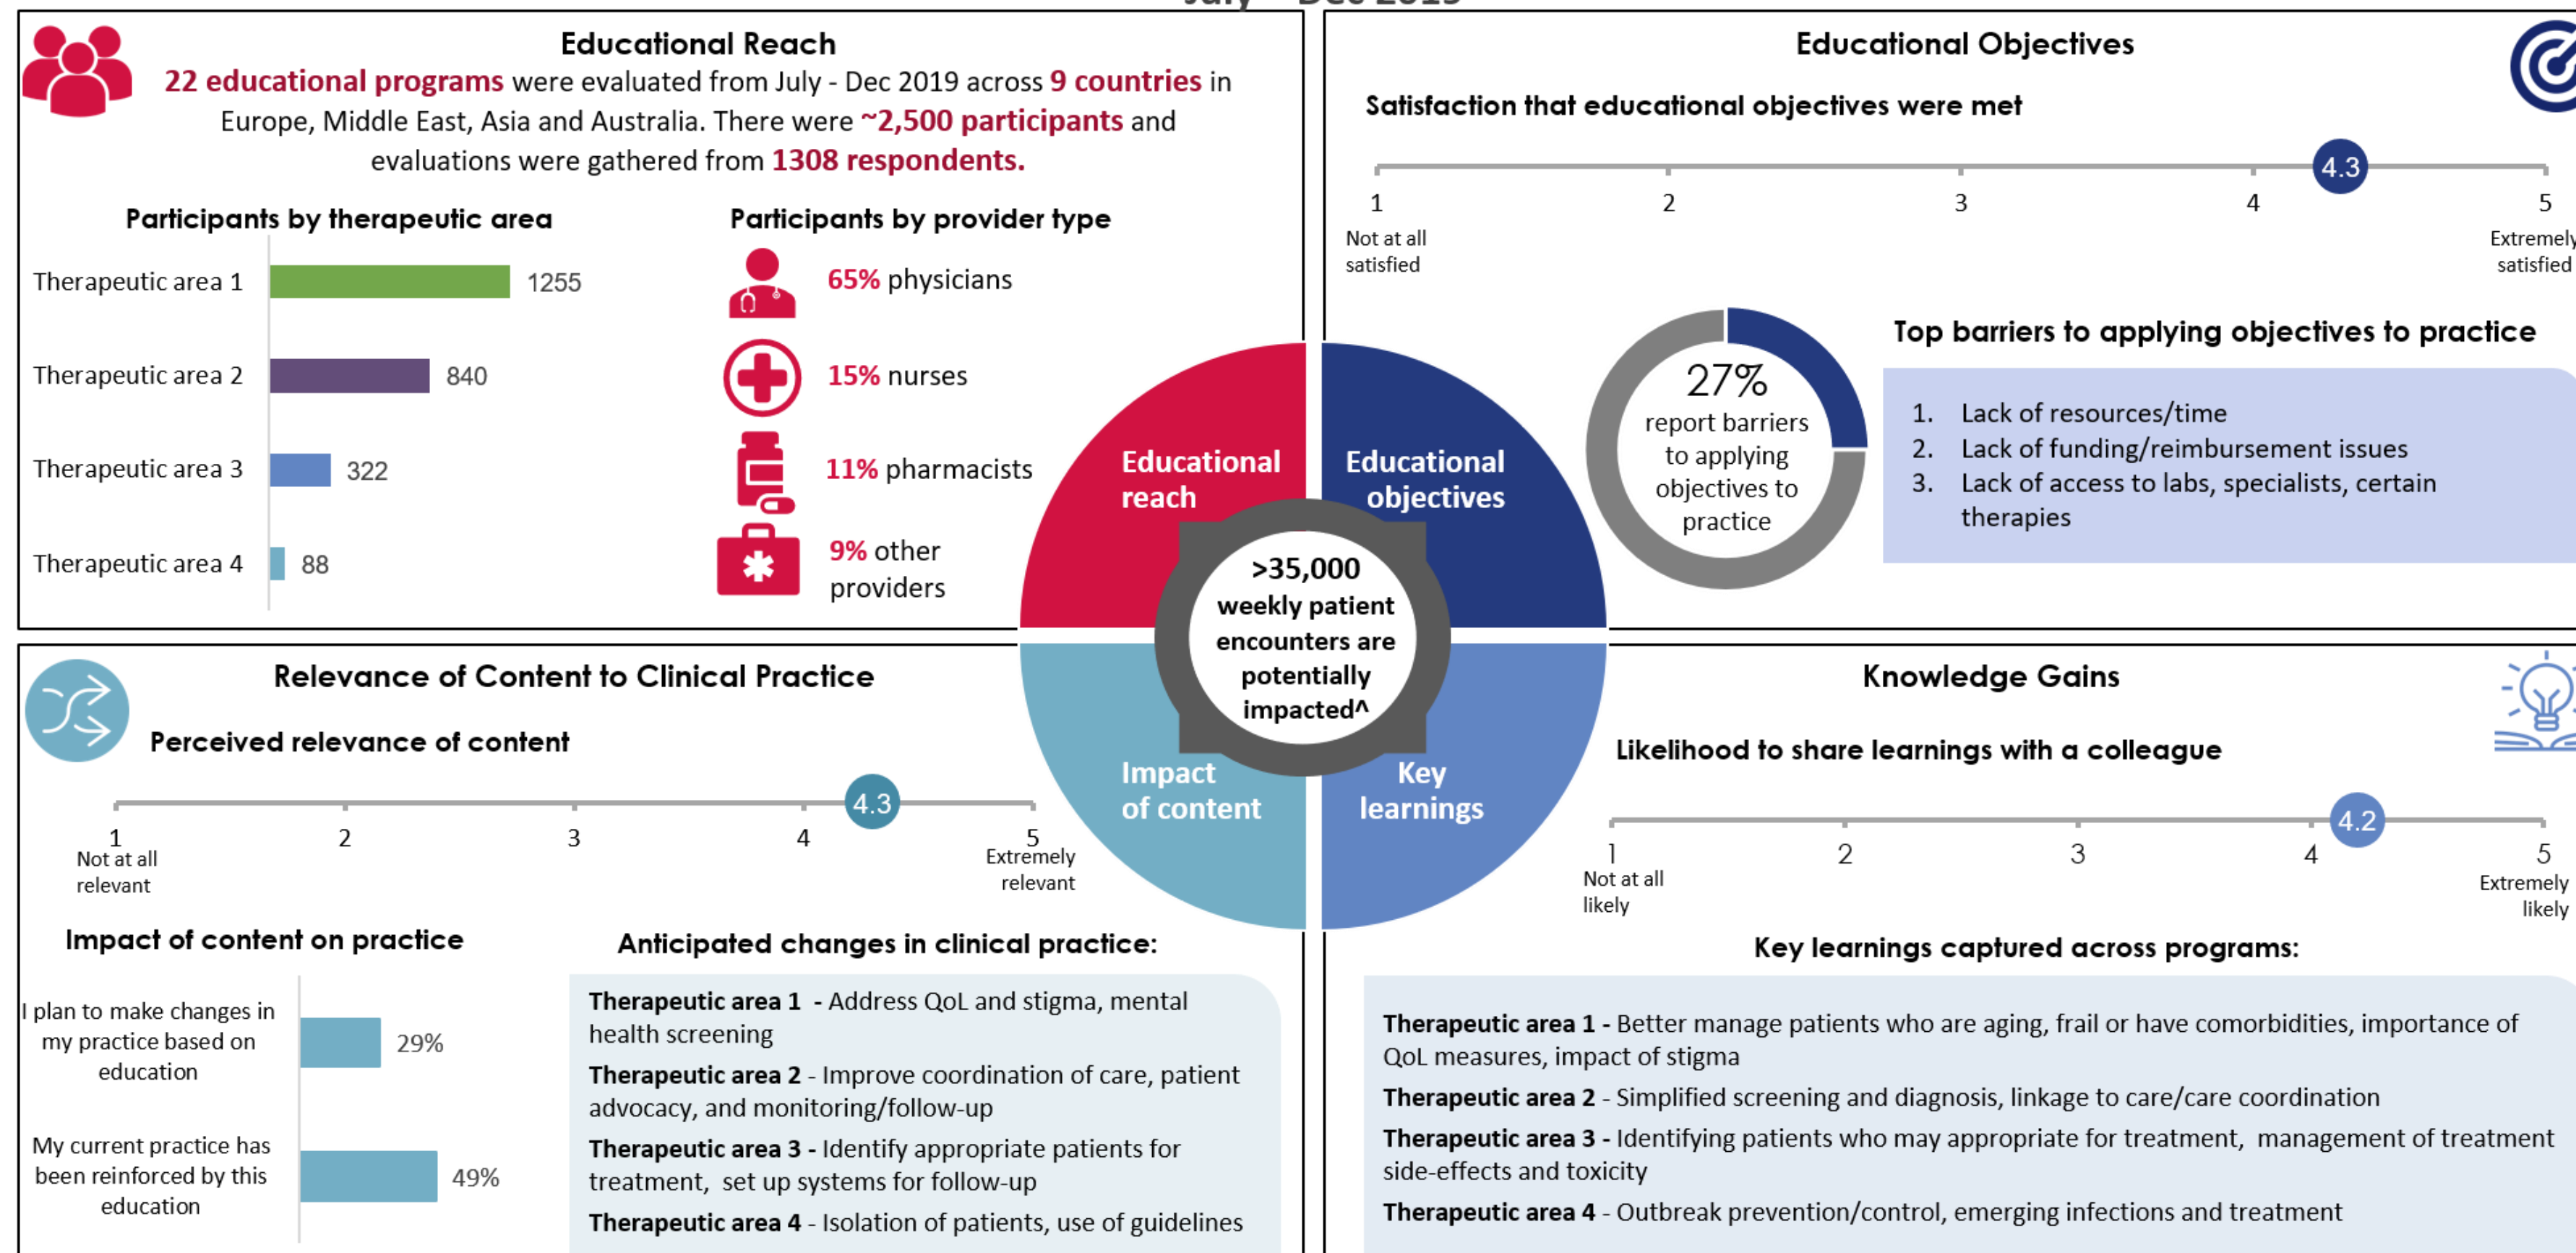 July - Dec 2019
Educational Reach
22 educational programs were evaluated from July - Dec 2019 across 9 countries in
Europe, Middle East, Asia and Australia. There were ~2,500 participants and
evaluations were gathered from 1308 respondents.
Participants by therapeutic area
Therapeutic area 1
1255
Therapeutic area 2
840
Therapeutic area 3
322
Therapeutic area 4
88
Participants by provider type
65% physicians
15% nurses
11% pharmacists
9% other
providers
Educational Objectives
Satisfaction that educational objectives were met
4.3
1
2
3
4
5
Not at all
satisfied
Extremely
satisfied
27%
report barriers
to applying
objectives to
practice
Top barriers to applying objectives to practice
1. Lack of resources/time
2. Lack of funding/reimbursement issues
3. Lack of access to labs, specialists, certain
therapies
Educational
reach
Educational
objectives
>35,000
weekly patient
encounters are
potentially
impacted^
Impact
of content
Key
learnings
Relevance of Content to Clinical Practice
Perceived relevance of content
4.3
1
2
3
4
5
Not at all
relevant
Extremely
relevant
Impact of content on practice
I plan to make changes in
my practice based on
education
29%
My current practice has
been reinforced by this
education
49%
Anticipated changes in clinical practice:
Therapeutic area 1 - Address QoL and stigma, mental
health screening
Therapeutic area 2 - Improve coordination of care, patient
advocacy, and monitoring/follow-up
Therapeutic area 3 - Identify appropriate patients for
treatment, set up systems for follow-up
Therapeutic area 4 - Isolation of patients, use of guidelines
Knowledge Gains
Likelihood to share learnings with a colleague
4.2
1
2
3
4
5
Not at all
likely
Extremely
likely
Key learnings captured across programs:
Therapeutic area 1 - Better manage patients who are aging, frail or have comorbidities, importance of
QoL measures, impact of stigma
Therapeutic area 2 - Simplified screening and diagnosis, linkage to care/care coordination
Therapeutic area 3 - Identifying patients who may appropriate for treatment, management of treatment
side-effects and toxicity
Therapeutic area 4 - Outbreak prevention/control, emerging infections and treatment